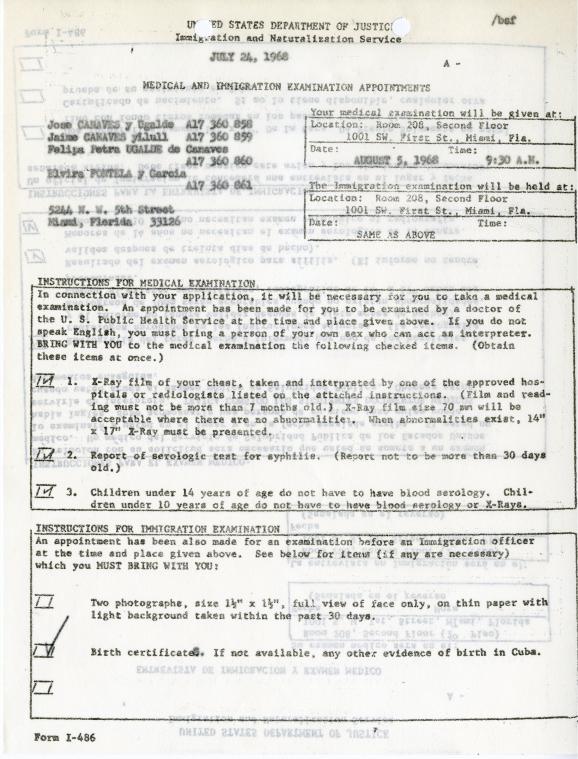 /bsf
UNITED STATES DEPARTMENT OF JUSTICE
Immigration and Naturalization Service
JULY 24, 1968
A -
MEDICAL AND IMMIGRATION EXAMINATION APPOINTMENTS
Jose CANAVES y Ugalde A17 360 858
Jaime CANAVES y Llull A17 360 859
Felipa Petra UGALDE de Canaves
A17 360 860
Elvira FONTELA y Garcia
A17 360 861
5244 N. W. 5th Street
Miami, Florida 33126
Your medical examination will be given at:
Location: Room 208, Second Floor
1001 SW. First St., Miami, Fla.
Date: Time:
AUGUST 5, 1968 9:30 A.M.
The Immigration examination will be held at:
Location: Room 208, Second Floor
1001 SW. First St., Miami, Fla.
Date: Time:
SAME AS ABOVE
INSTRUCTIONS FOR MEDICAL EXAMINATION
In connection with your application, it will be necessary for you to take a medical
examination. An appointment has been made for you to be examined by a doctor of
the U. S. Public Health Service at the time and place given above. If you do not
speak English, you must bring a person of your own sex who can act as interpreter.
BRING WITH YOU to the medical examination the following checked items. (Obtain
these items at once.)
1. X-Ray film of your chest, taken and interpreted by one of the approved hos-
pitals or radiologists listed on the attached instructions. (Film and read-
ing must not be more than 7 months old.) X-Ray film size 70 mm will be
acceptable where there are no abnormalities. When abnormalities exist, 14"
x 17" X-Ray must be presented.
2. Report of serologic test for syphilis. (Report not to be more than 30 days
old.)
3. Children under 14 years of age do not have to have blood serology. Chil-
dren under 10 years of age do not have to have blood serology or X-Rays.
INSTRUCTIONS FOR IMMIGRATION EXAMINATION
An appointment has been also made for an examination before an Immigration officer
at the time and place given above. See below for items (if any are necessary)
which you MUST BRING WITH YOU:
Two photographs, size 1½" x 1½", full view of face only, on thin paper with
light background taken within the past 30 days.
Birth certificates. If not available, any other evidence of birth in Cuba.
Form I-486